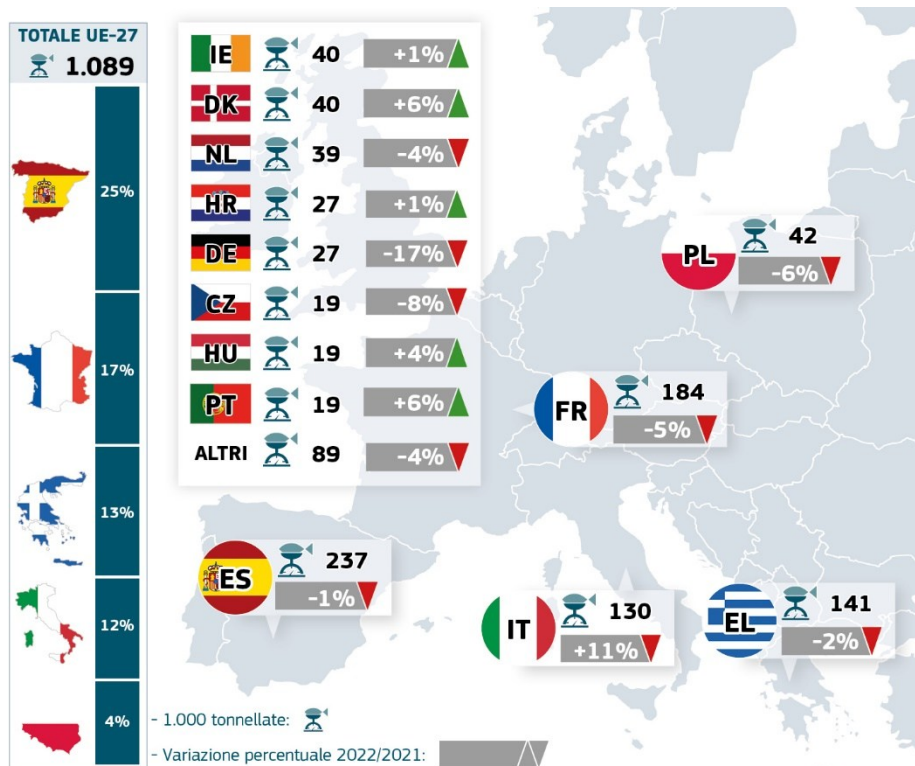 TOTALE UE-27
1.089
25%
17%
13%
12%
4%
IE 40 +1%
DK 40 +6%
NL 39 -4%
HR 27 +1%
DE 27 -17%
CZ 19 -8%
HU 19 +4%
PT 19 +6%
ALTRI 89 -4%
PL 42
-6%
FR 184
-5%
ES 237
-1%
IT 130
+11%
EL 141
-2%
- 1.000 tonnellate:
- Variazione percentuale 2022/2021: